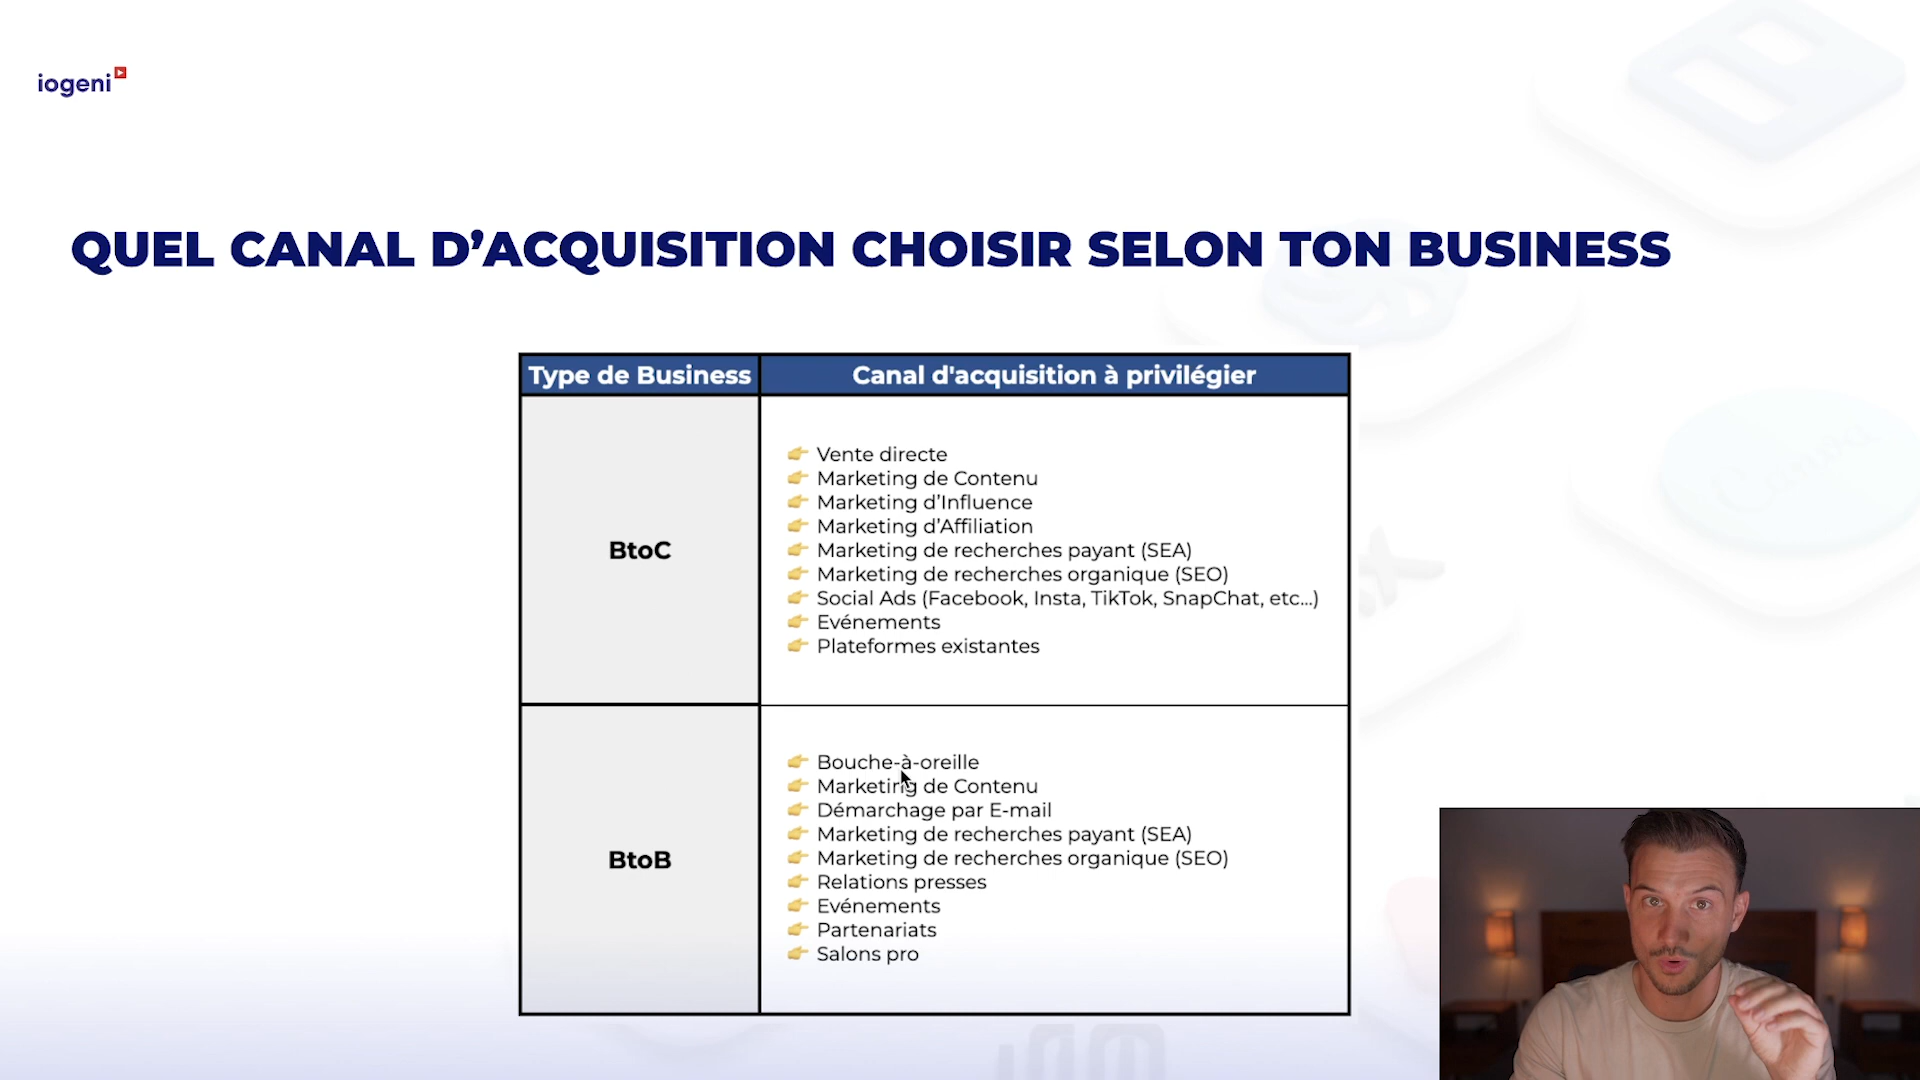 iogeni
QUEL CANAL D’ACQUISITION CHOISIR SELON TON BUSINESS
Type de Business
Canal d'acquisition à privilégier
BtoC
👉 Vente directe
👉 Marketing de Contenu
👉 Marketing d’Influence
👉 Marketing d’Affiliation
👉 Marketing de recherches payant (SEA)
👉 Marketing de recherches organique (SEO)
👉 Social Ads (Facebook, Insta, TikTok, SnapChat, etc...)
👉 Evénements
👉 Plateformes existantes
BtoB
👉 Bouche-à-oreille
👉 Marketing de Contenu
👉 Démarchage par E-mail
👉 Marketing de recherches payant (SEA)
👉 Marketing de recherches organique (SEO)
👉 Relations presses
👉 Evénements
👉 Partenariats
👉 Salons pro